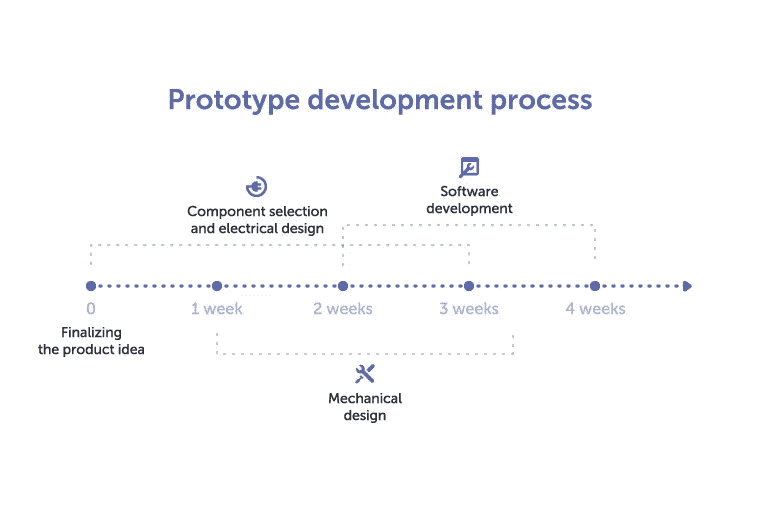 Prototype development process
Software
development
Component selection
and electrical design
0
1 week
2 weeks
3 weeks
4 weeks
Finalizing
the product idea
Mechanical
design